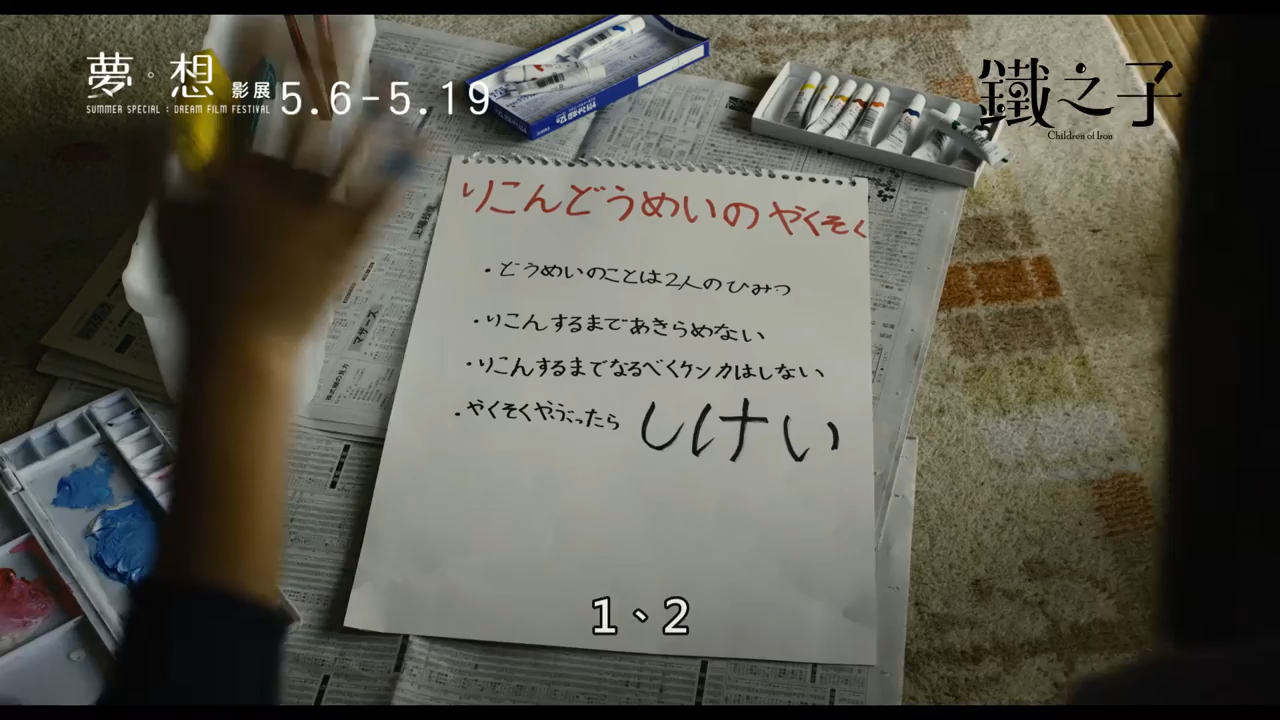 夢。想 影展 5.6-5.19
SUMMER SPECIAL : DREAM FILM FESTIVAL
鐵之子
Children of Iron
りこんどうめいの やくそく
・どうめいのことは2人のひみつ
・りこんするまであきらめない
・りこんするまでなるべくケンカはしない
・やくそくやぶったら しけい
マザーズ
1、2